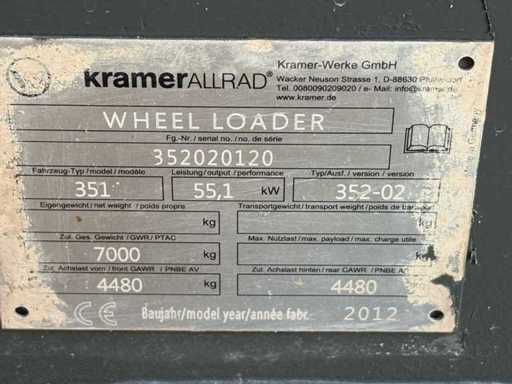 kramerALLRAD®
Kramer-Werke GmbH
Wacker Neuson Strasse 1, D-88630 Pfullendorf
Tel. 0080090209020 / e- Mail: info@kramer.de
www.kramer.de
WHEEL LOADER
Fg.-Nr./ serial no./ no. de série
352020120
Fahrzeug-Typ / model / modèle
Leistung / output / performance
Typ/Ausf. / version / version
351
55,1 kW
352-02
Eigengewicht / net weight / poids propre
Transportgewicht / transport weight / poids de
kg
kg
Zul. Ges. Gewicht / GWR / PTAC
Max. Nutzlast / max. payload / max. charge utile
7000 kg
kg
Zul. Achslast vorn / front GAWR / PNBE AV
Zul. Achslast hinten / rear GAWR / PNBE
4480 kg
4480
CE Baujahr/model year/année fabr. 2012